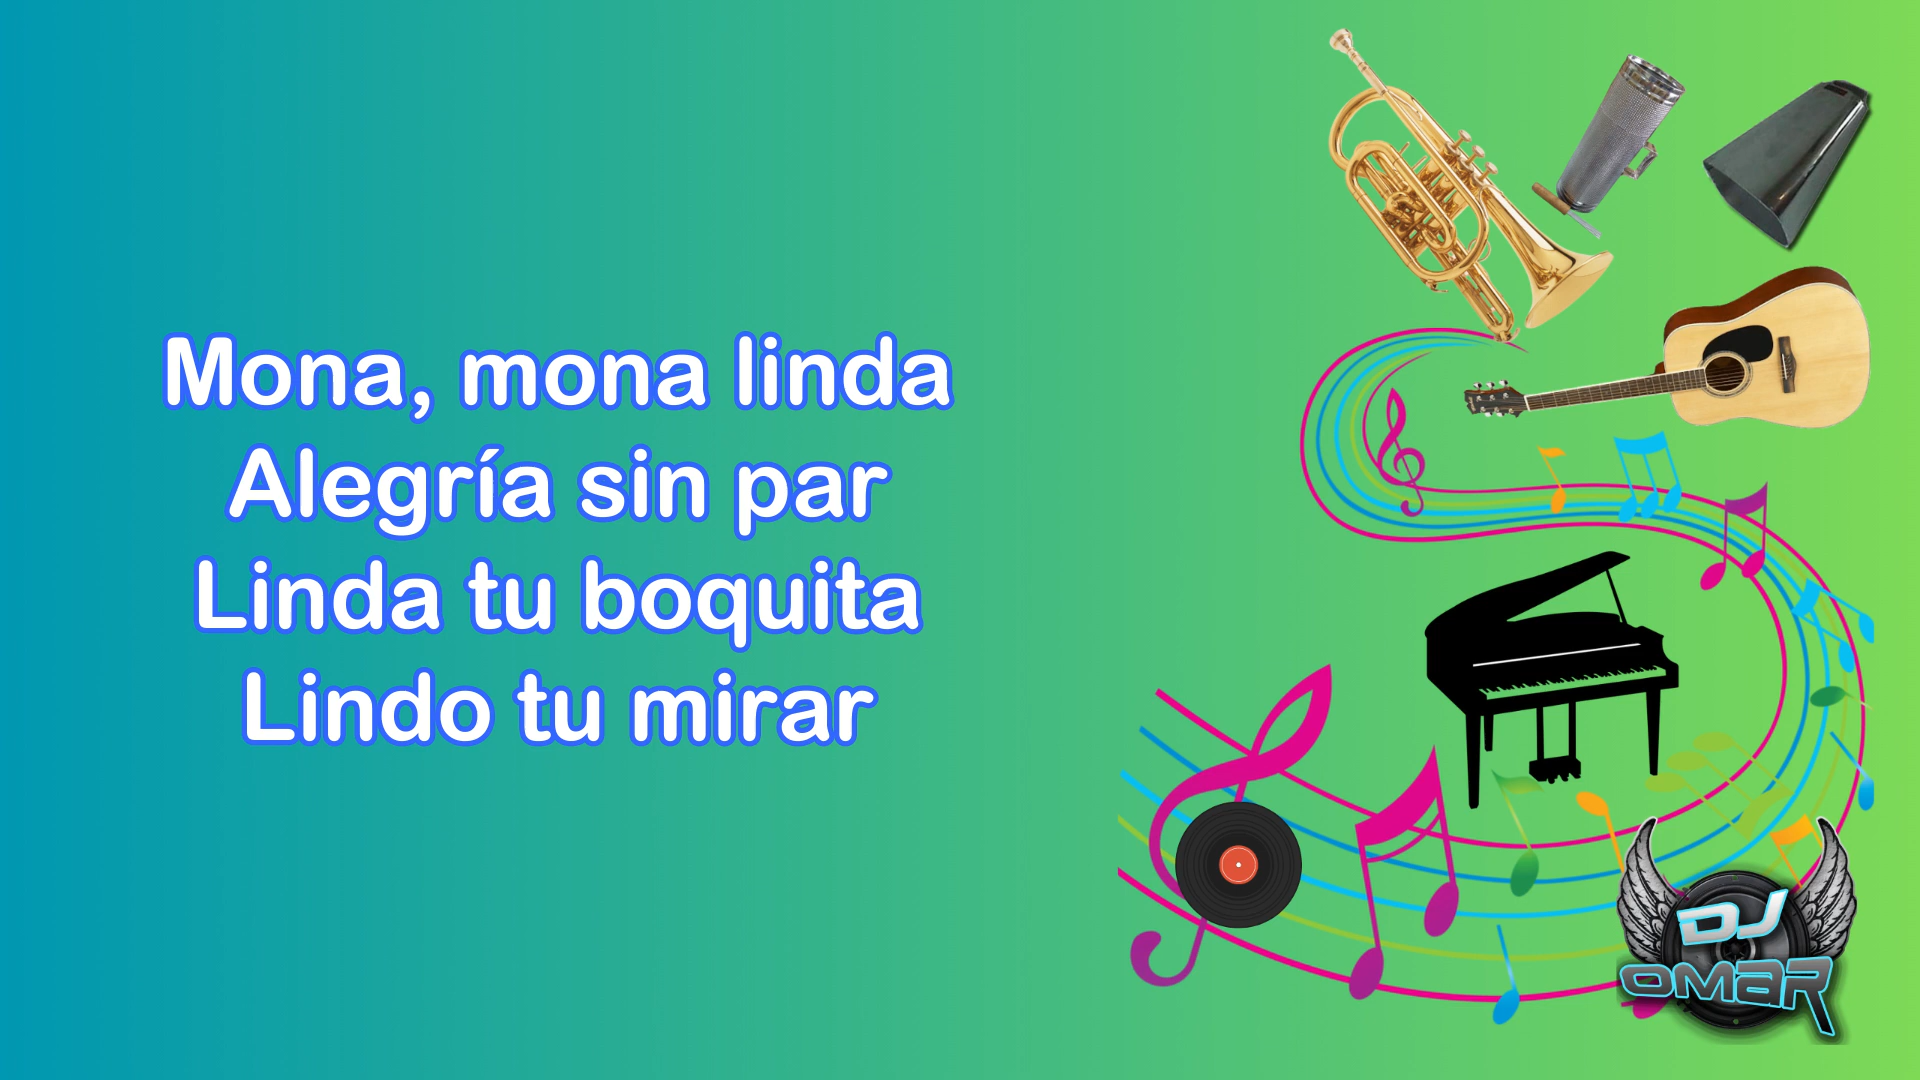 Mona, mona linda
Alegría sin par
Linda tu boquita
Lindo tu mirar
DJ
OMAR